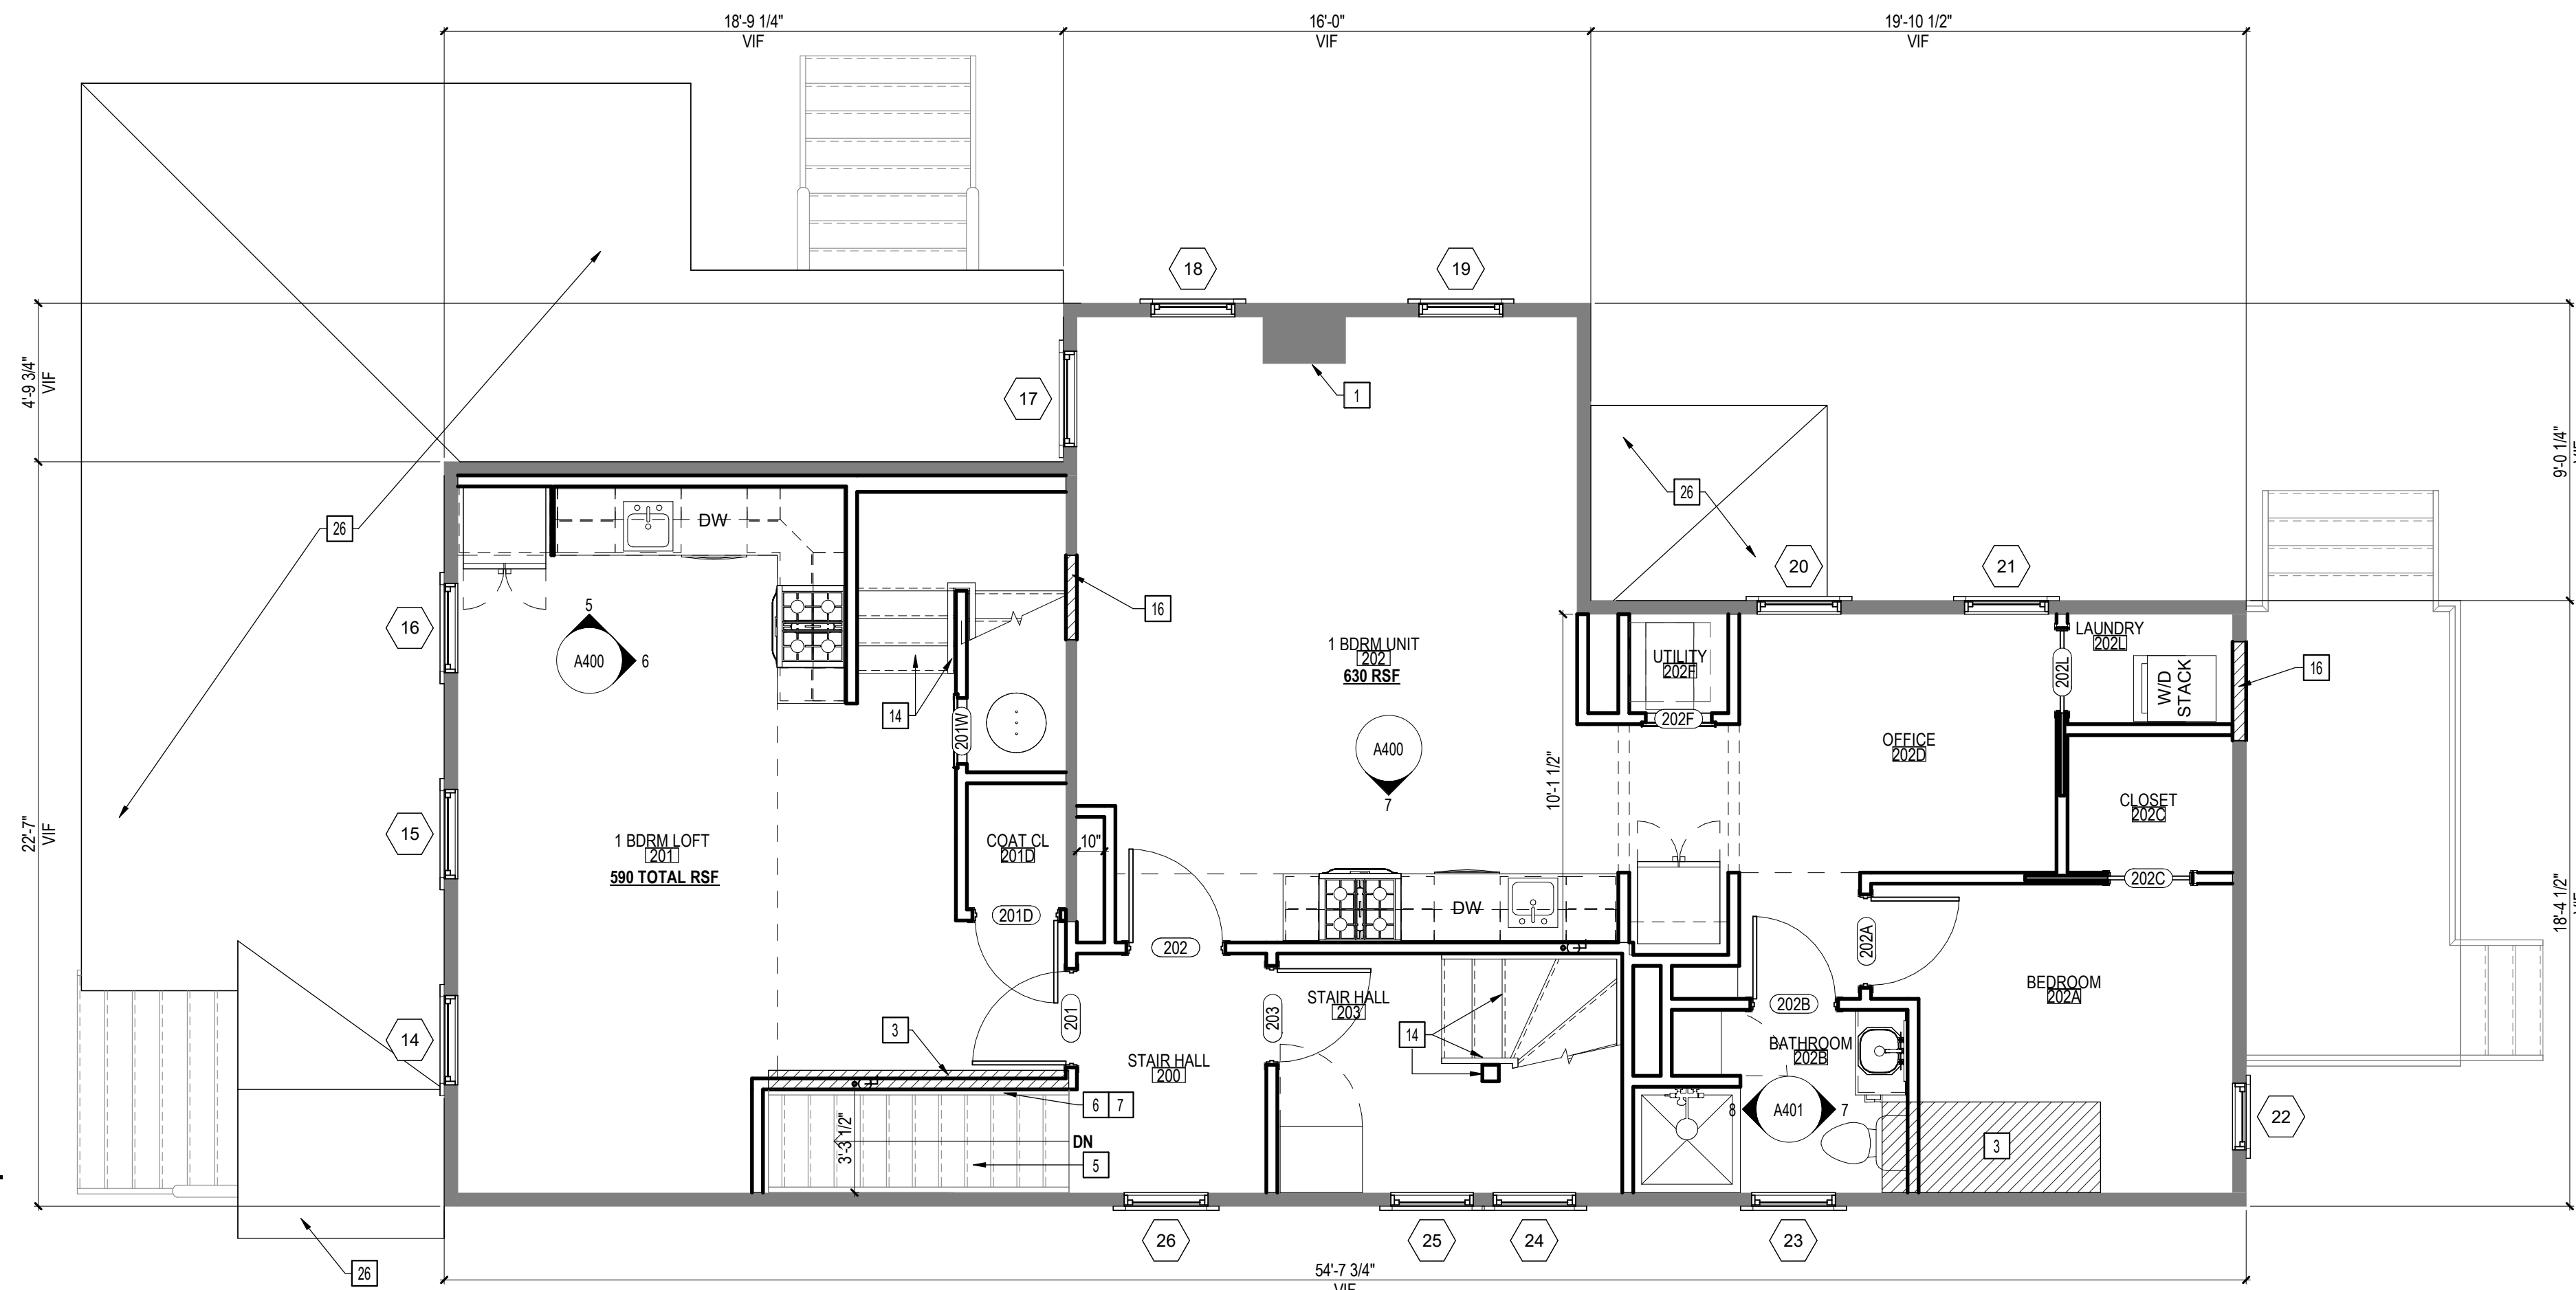 18'-9 1/4"
VIF
16'-0"
VIF
19'-10 1/2"
VIF
18
19
4'-9 3/4"
VIF
17
1
9'-0 1/4"
26
26
DW
20
21
16
16
5
A400
6
1 BDRM UNIT
202
630 RSF
UTILITY
202F
LAUNDRY
202L
202L
W/D
STACK
16
14
201W
202F
A400
7
OFFICE
202D
10'-1 1/2"
22'-7"
VIF
15
1 BDRM LOFT
201
590 TOTAL RSF
COAT CL
201D
10"
CLOSET
202C
202C
18'-4 1/2"
201D
DW
202
202A
14
3
201
203
STAIR HALL
203
14
202B
BEDROOM
202A
STAIR HALL
200
BATHROOM
202B
6 7
8
A401
7
22
3'-3 1/2"
DN
5
3
26
25
24
23
26
54'-7 3/4"
VIF